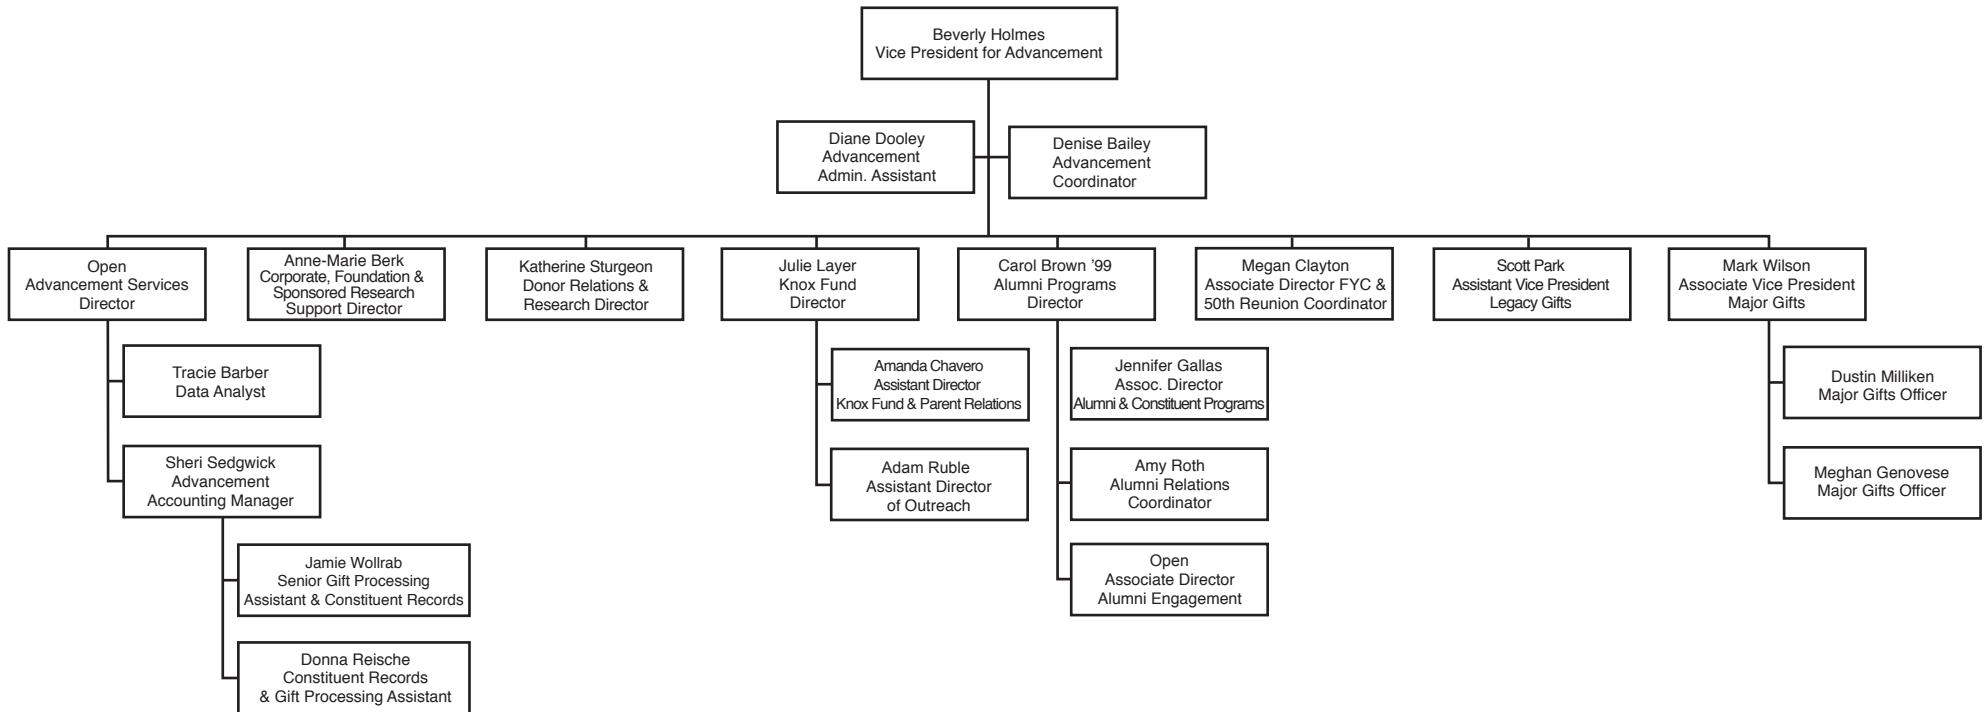 Beverly Holmes
Vice President for Advancement
Diane Dooley
Advancement
Admin. Assistant
Denise Bailey
Advancement
Coordinator
Open
Advancement Services
Director
Anne-Marie Berk
Corporate, Foundation &
Sponsored Research
Support Director
Katherine Sturgeon
Donor Relations &
Research Director
Julie Layer
Knox Fund
Director
Carol Brown '99
Alumni Programs
Director
Megan Clayton
Associate Director FYC &
50th Reunion Coordinator
Scott Park
Assistant Vice President
Legacy Gifts
Mark Wilson
Associate Vice President
Major Gifts
Tracie Barber
Data Analyst
Sheri Sedgwick
Advancement
Accounting Manager
Jamie Wollrab
Senior Gift Processing
Assistant & Constituent Records
Donna Reische
Constituent Records
& Gift Processing Assistant
Amanda Chavero
Assistant Director
Knox Fund & Parent Relations
Adam Ruble
Assistant Director
of Outreach
Jennifer Gallas
Assoc. Director
Alumni & Constituent Programs
Amy Roth
Alumni Relations
Coordinator
Open
Associate Director
Alumni Engagement
Dustin Milliken
Major Gifts Officer
Meghan Genovese
Major Gifts Officer